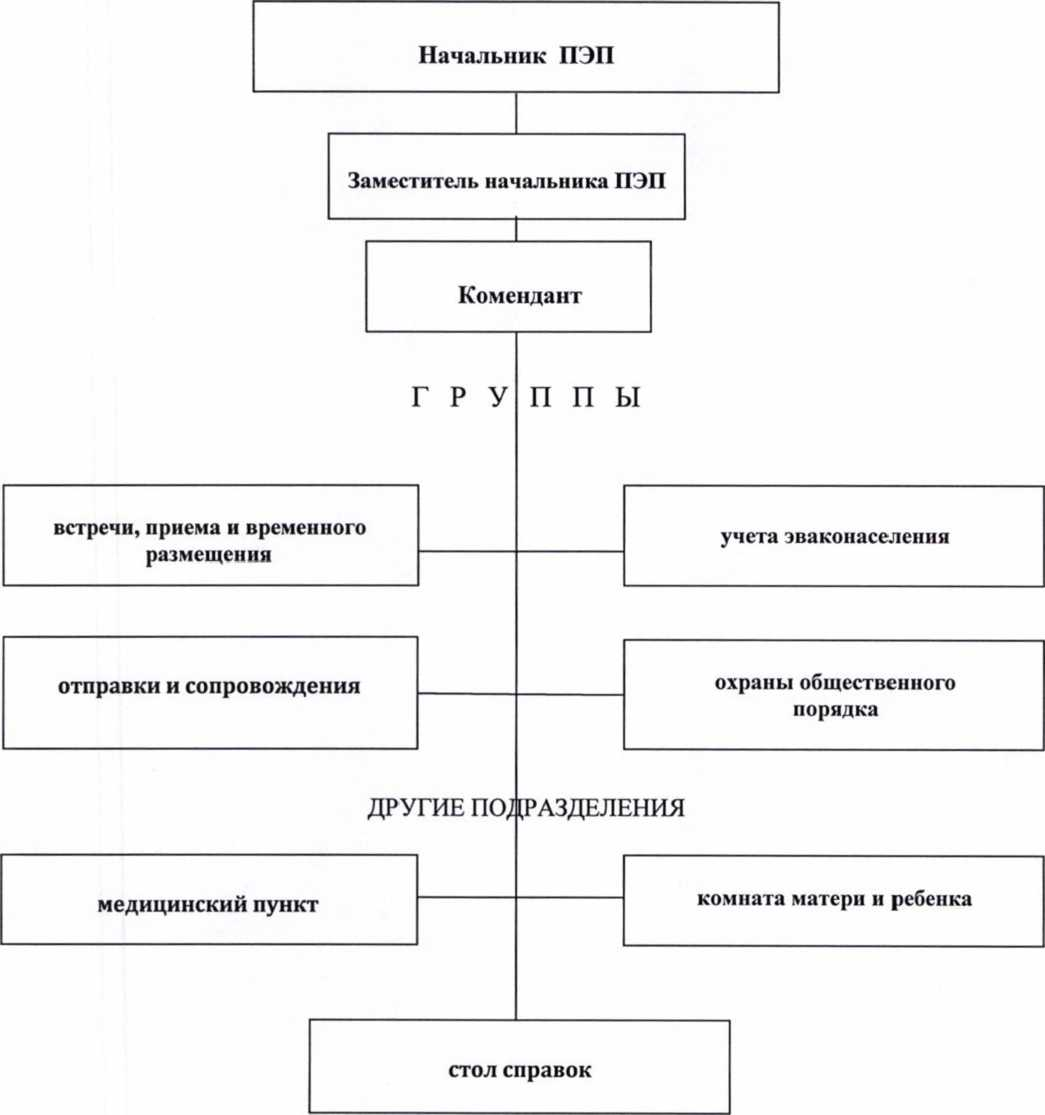 Начальник ПЭП
Заместитель начальника ПЭП
Комендант
Г Р У П П Ы
встречи, приема и временного
размещения
учета эваконаселения
отправки и сопровождения
охраны общественного
порядка
ДРУГИЕ ПОДРАЗДЕЛЕНИЯ
медицинский пункт
комната матери и ребенка
стол справок